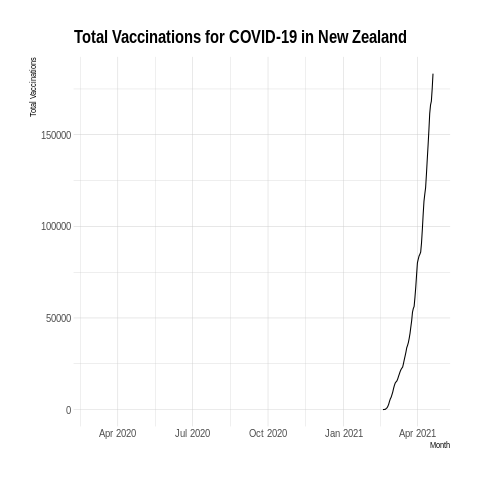 Total Vaccinations for COVID-19 in New Zealand
Total Vaccinations
150000
100000
50000
0
Apr 2020 Jul 2020 Oct 2020 Jan 2021 Apr 2021
Month